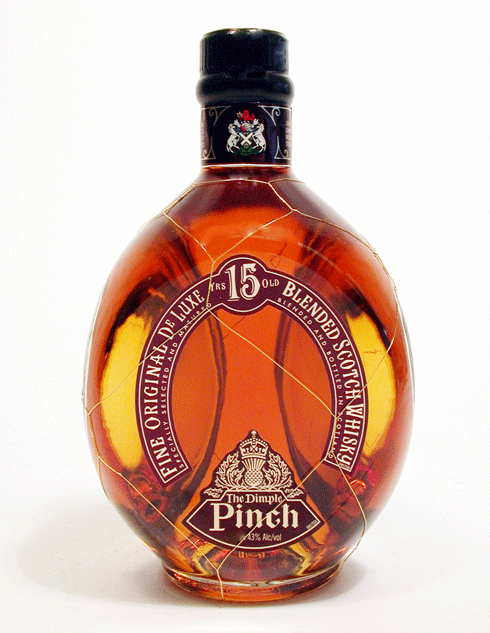 YRS 15 OLD
FINE ORIGINAL DE LUXE
SPECIALLY SELECTED AND MATURED
BLENDED SCOTCH WHISKY
BLENDED AND BOTTLED IN SCOTLAND
The Dimple
Pinch
43% Alc/vol